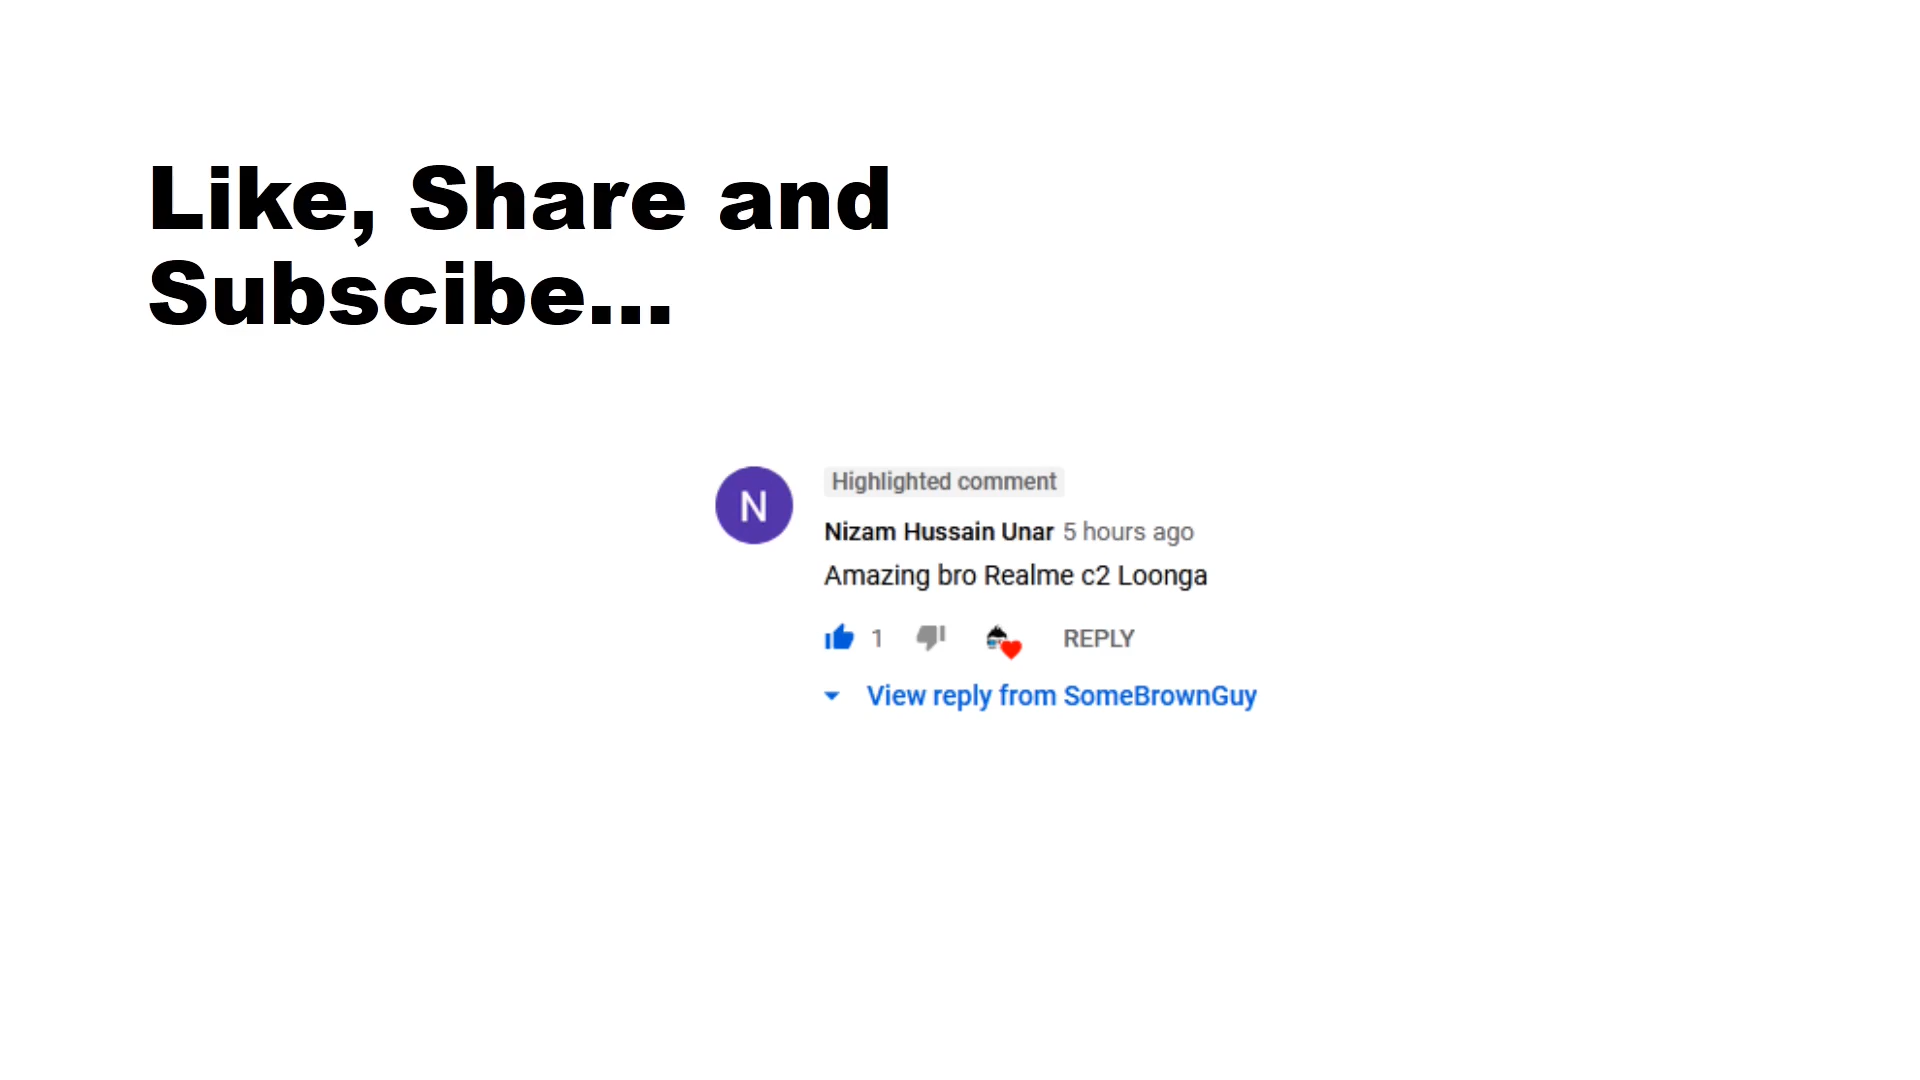 Like, Share and
Subscibe...
Highlighted comment
N
Nizam Hussain Unar 5 hours ago
Amazing bro Realme c2 Loonga
1 REPLY
View reply from SomeBrownGuy